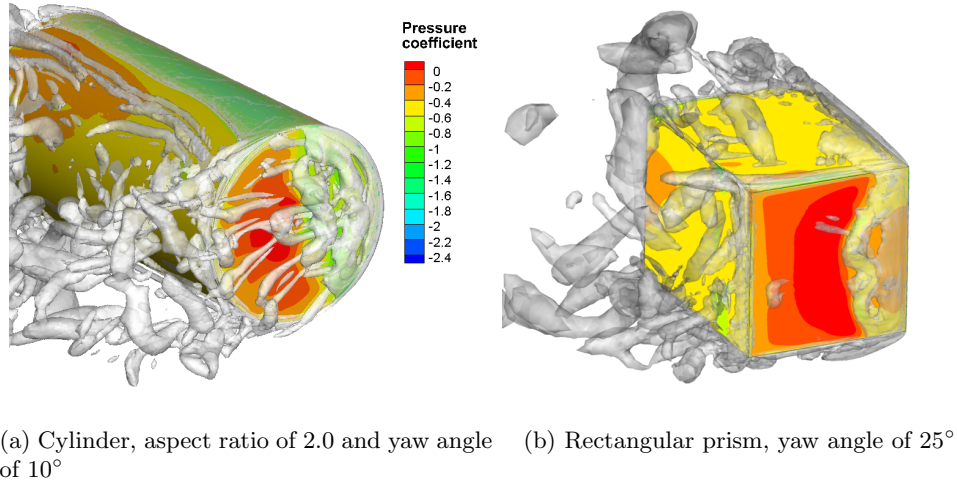 Pressure
coefficient
0
-0.2
-0.4
-0.6
-0.8
-1
-1.2
-1.4
-1.6
-1.8
-2
-2.2
-2.4
(a) Cylinder, aspect ratio of 2.0 and yaw angle
of 10°
(b) Rectangular prism, yaw angle of 25°